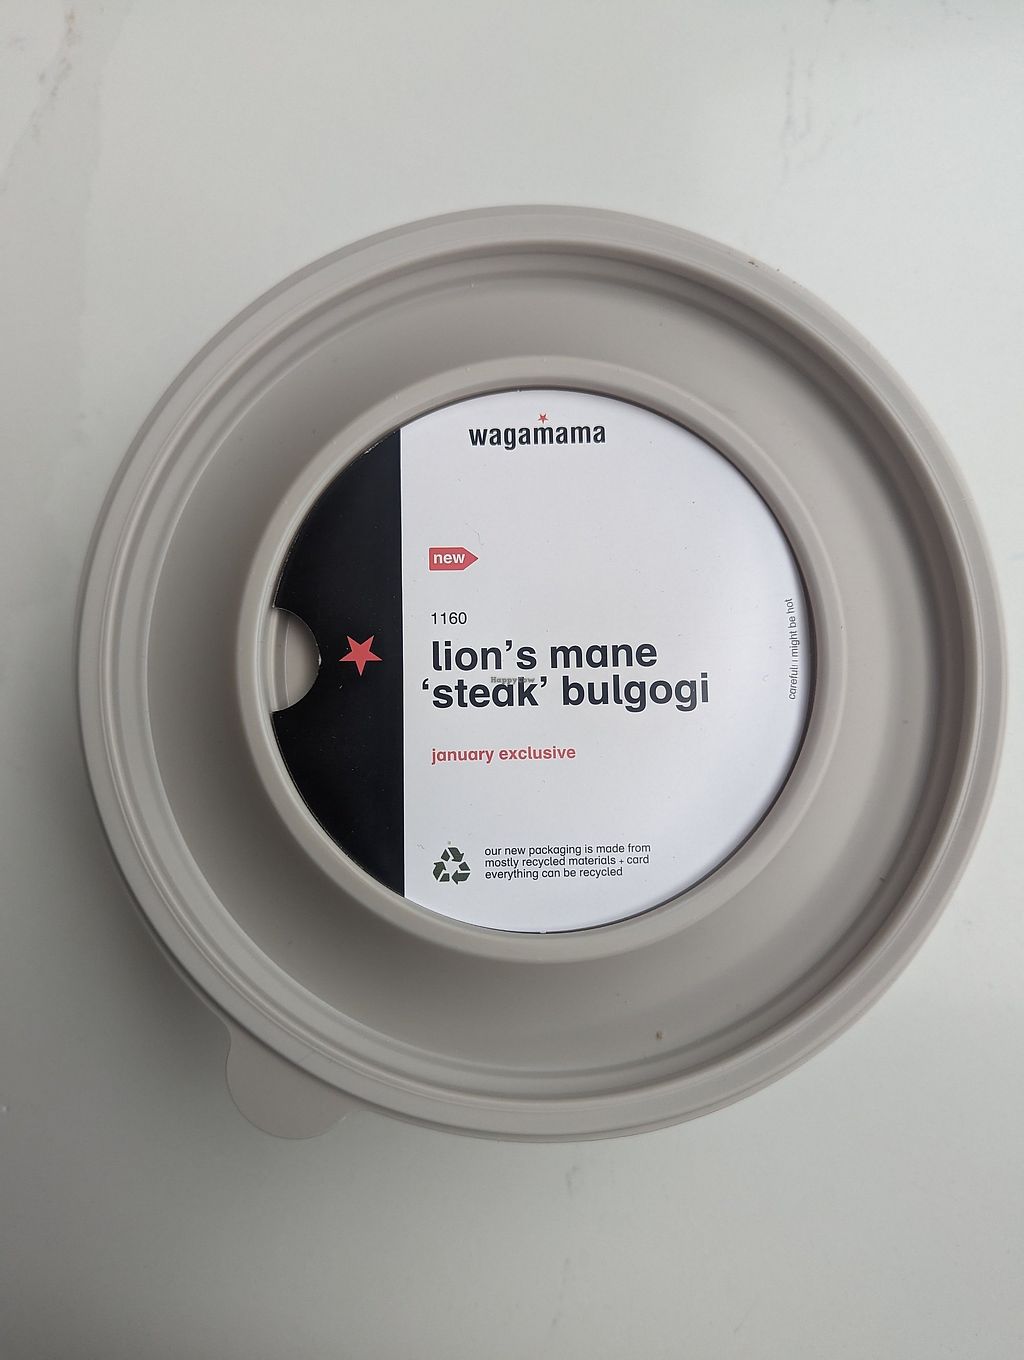 wagamama
new
1160
lion's mane
'steak' bulgogi
january exclusive
our new packaging is made from
mostly recycled materials + card
everything can be recycled
careful! i might be hot
HappyCow